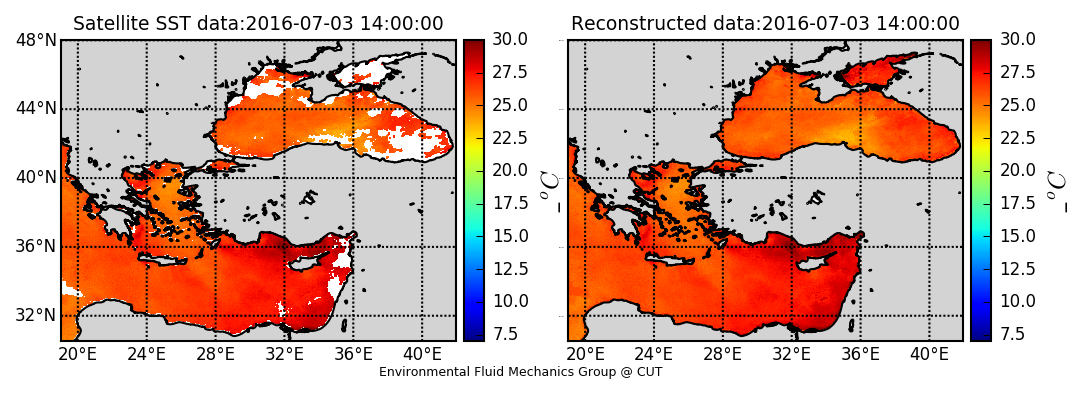 Satellite SST data:2016-07-03 14:00:00
48°N
44°N
40°N
36°N
32°N
20°E 24°E 28°E 32°E 36°E 40°E
30.0
27.5
25.0
22.5
20.0
17.5
15.0
12.5
10.0
7.5
_°C
Reconstructed data:2016-07-03 14:00:00
20°E 24°E 28°E 32°E 36°E 40°E
30.0
27.5
25.0
22.5
20.0
17.5
15.0
12.5
10.0
7.5
_°C
Environmental Fluid Mechanics Group @ CUT